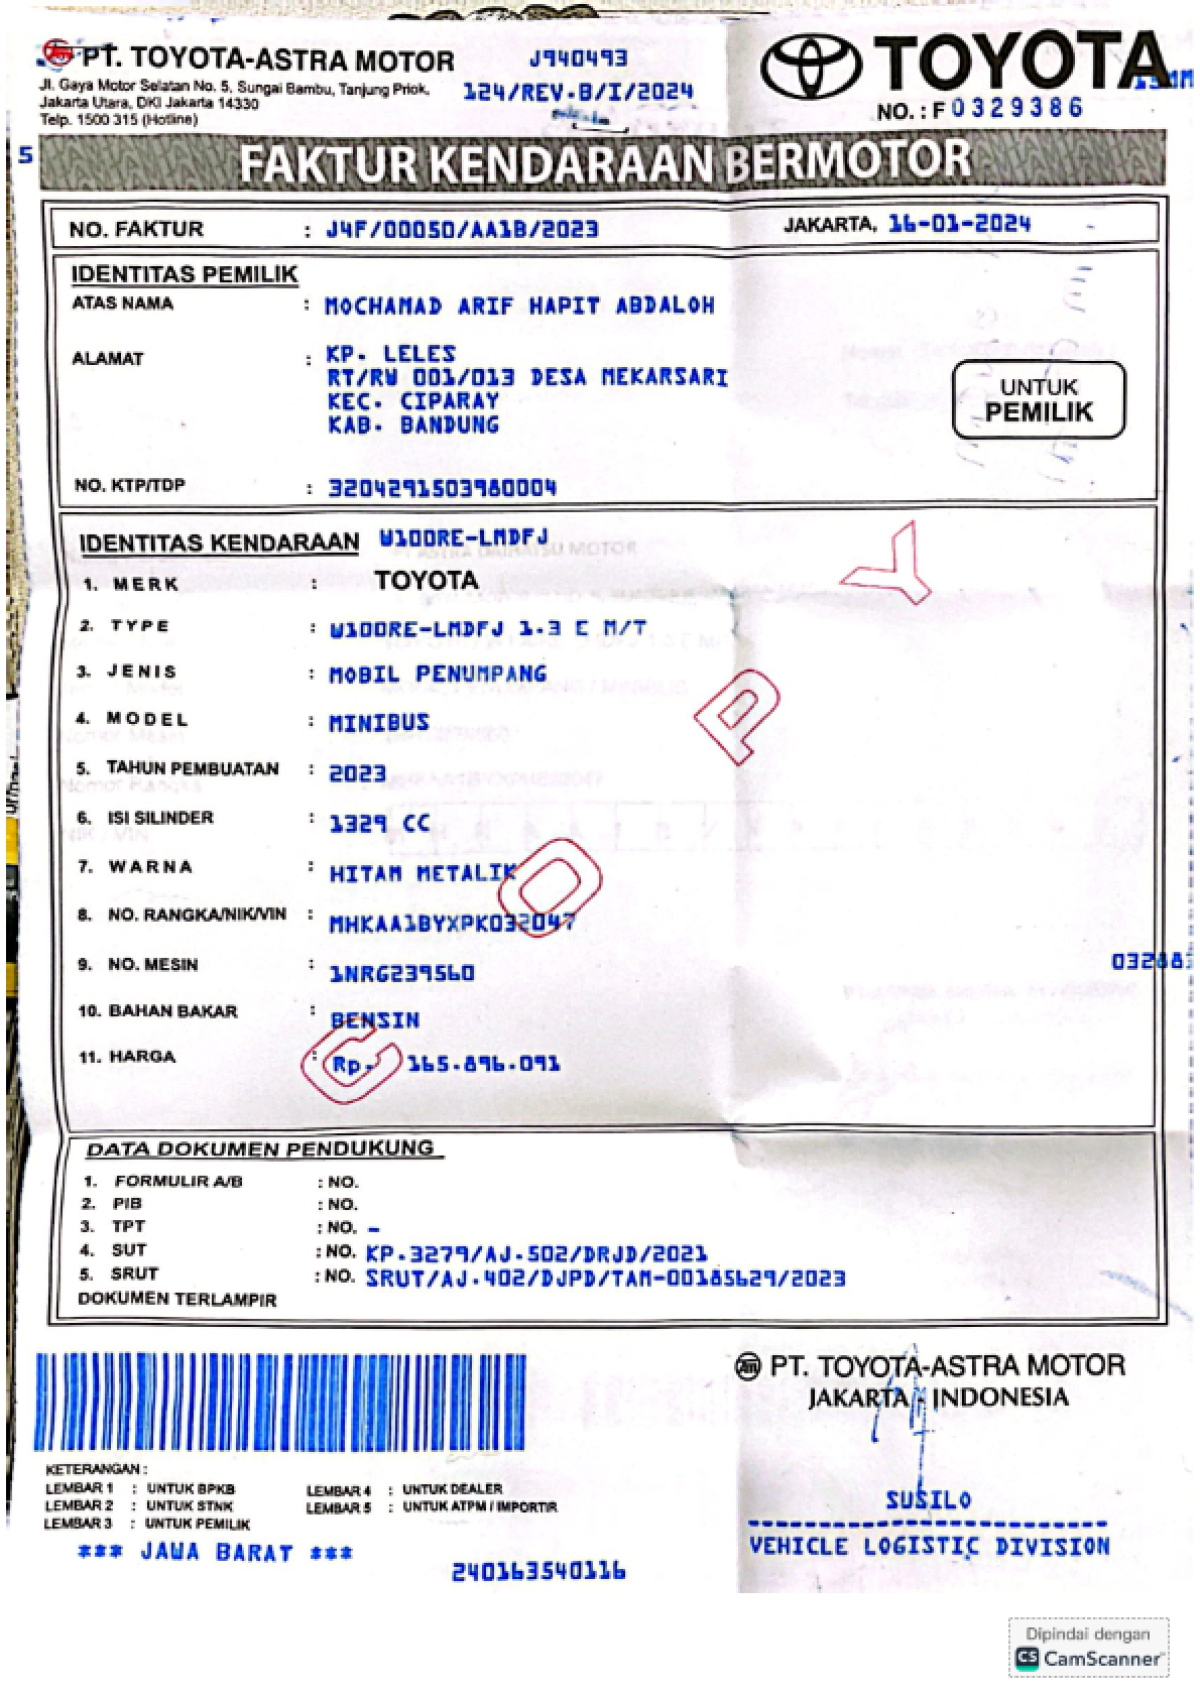 PT. TOYOTA-ASTRA MOTOR
Jl. Gaya Motor Selatan No. 5, Sungai Bambu, Tanjung Priok,
Jakarta Utara, DKI Jakarta 14330
Telp. 1500 315 (Hotline)
J940493
124/REV.B/I/2024
TOYOTA
NO. : F 0329386
5
FAKTUR KENDARAAN BERMOTOR
NO. FAKTUR : J4F/00050/AA1B/2023 JAKARTA, 16-01-2024 -
IDENTITAS PEMILIK
ATAS NAMA : MOCHAMAD ARIF HAPIT ABDALOH
ALAMAT : KP. LELES
RT/RW 001/013 DESA MEKARSARI
KEC. CIPARAY
KAB. BANDUNG
UNTUK
PEMILIK
NO. KTP/TDP : 3204291503980004
IDENTITAS KENDARAAN W100RE-LMDFJ
1. MERK : TOYOTA
2. TYPE : W100RE-LMDFJ 1.3 E M/T
3. JENIS : MOBIL PENUMPANG
4. MODEL : MINIBUS
5. TAHUN PEMBUATAN : 2023
6. ISI SILINDER : 1329 CC
7. WARNA : HITAM METALIK
8. NO. RANGKA/NIK/VIN : MHKAA1BYXPK032047
9. NO. MESIN : 1NRG239560
10. BAHAN BAKAR : BENSIN
11. HARGA : Rp. 165.896.091
COPY
DATA DOKUMEN PENDUKUNG
1. FORMULIR A/B : NO.
2. PIB : NO.
3. TPT : NO. -
4. SUT : NO. KP.3279/AJ.502/DRJD/2021
5. SRUT : NO. SRUT/AJ.402/DJPD/TAM-00185629/2023
DOKUMEN TERLAMPIR
PT. TOYOTA-ASTRA MOTOR
JAKARTA - INDONESIA
KETERANGAN :
LEMBAR 1 : UNTUK BPKB LEMBAR 4 : UNTUK DEALER
LEMBAR 2 : UNTUK STNK LEMBAR 5 : UNTUK ATPM / IMPORTIR
LEMBAR 3 : UNTUK PEMILIK
*** JAWA BARAT ***
240163540116
SUSILO
VEHICLE LOGISTIC DIVISION
Dipindai dengan
CS CamScanner